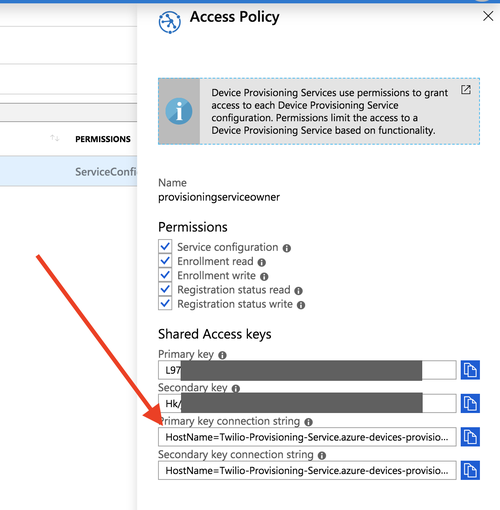 Access Policy
Device Provisioning Services use permissions to grant
access to each Device Provisioning Service
configuration. Permissions limit the access to a
Device Provisioning Service based on functionality.
PERMISSIONS
ServiceConfi
Name
provisioningserviceowner
Permissions
Service configuration
Enrollment read
Enrollment write
Registration status read
Registration status write
Shared Access keys
Primary key
L97
Secondary key
Hk/
Primary key connection string
HostName=Twilio-Provisioning-Service.azure-devices-provisio...
Secondary key connection string
HostName=Twilio-Provisioning-Service.azure-devices-provisio...